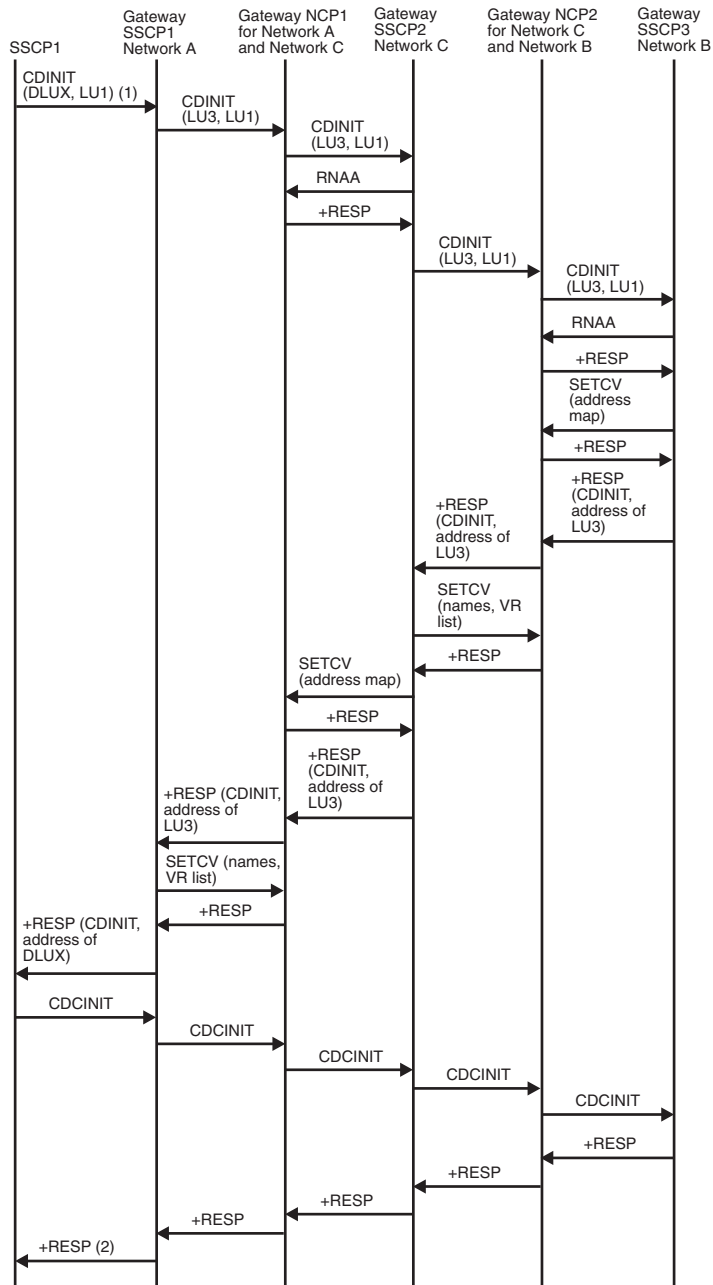 SSCP1
Gateway
SSCP1
Network A
Gateway NCP1
for Network A
and Network C
Gateway
SSCP2
Network C
Gateway NCP2
for Network C
and Network B
Gateway
SSCP3
Network B
CDINIT
(DLUX, LU1) (1)
CDINIT
(LU3, LU1)
CDINIT
(LU3, LU1)
RNAA
+RESP
CDINIT
(LU3, LU1)
CDINIT
(LU3, LU1)
RNAA
+RESP
SETCV
(address
map)
+RESP
+RESP
(CDINIT,
address of
LU3)
+RESP
(CDINIT,
address of
LU3)
SETCV
(names, VR
list)
+RESP
SETCV
(address map)
+RESP
+RESP
(CDINIT,
address of
LU3)
+RESP (CDINIT,
address of
LU3)
SETCV (names,
VR list)
+RESP
+RESP (CDINIT,
address of
DLUX)
CDCINIT
CDCINIT
CDCINIT
CDCINIT
CDCINIT
+RESP
+RESP
+RESP
+RESP
+RESP (2)